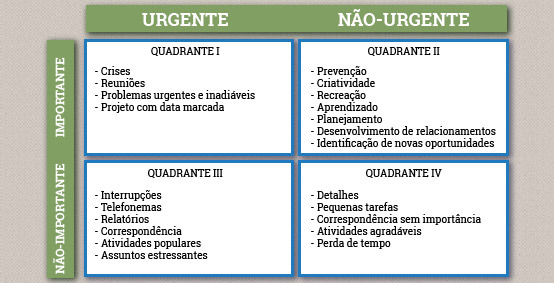 URGENTE
NÃO-URGENTE
IMPORTANTE
QUADRANTE I
- Crises
- Reuniões
- Problemas urgentes e inadiáveis
- Projeto com data marcada
QUADRANTE II
- Prevenção
- Criatividade
- Recreação
- Aprendizado
- Planejamento
- Desenvolvimento de relacionamentos
- Identificação de novas oportunidades
NÃO-IMPORTANTE
QUADRANTE III
- Interrupções
- Telefonemas
- Relatórios
- Correspondência
- Atividades populares
- Assuntos estressantes
QUADRANTE IV
- Detalhes
- Pequenas tarefas
- Correspondência sem importância
- Atividades agradáveis
- Perda de tempo